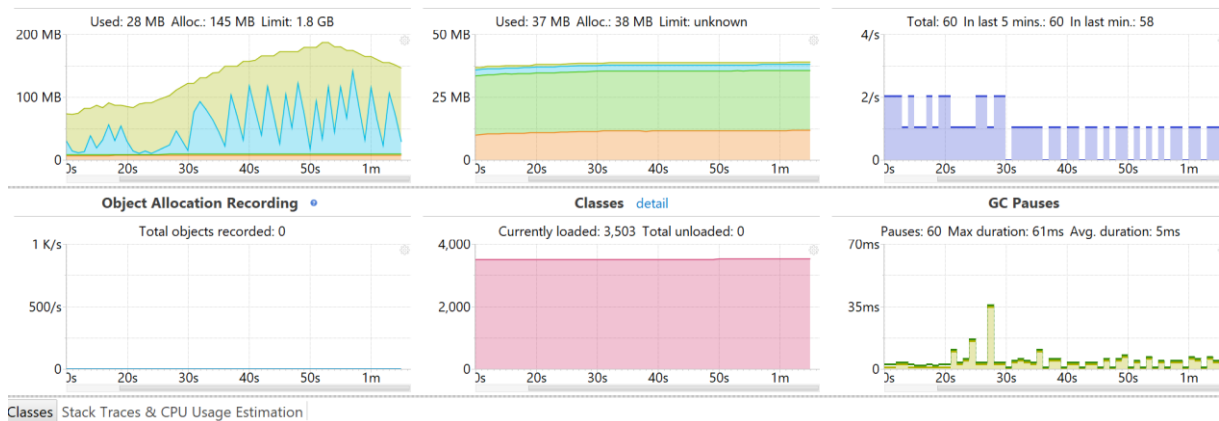 Used: 28 MB Alloc.: 145 MB Limit: 1.8 GB
200 MB
100 MB
0
0s 20s 30s 40s 50s 1m
Used: 37 MB Alloc.: 38 MB Limit: unknown
50 MB
25 MB
0
0s 20s 30s 40s 50s 1m
Total: 60 In last 5 mins.: 60 In last min.: 58
4/s
2/s
0
0s 20s 30s 40s 50s 1m
Object Allocation Recording
Total objects recorded: 0
1 K/s
500/s
0
0s 20s 30s 40s 50s 1m
Classes detail
Currently loaded: 3,503 Total unloaded: 0
4,000
2,000
0
0s 20s 30s 40s 50s 1m
GC Pauses
Pauses: 60 Max duration: 61ms Avg. duration: 5ms
70ms
35ms
0
0s 20s 30s 40s 50s 1m
Classes Stack Traces & CPU Usage Estimation